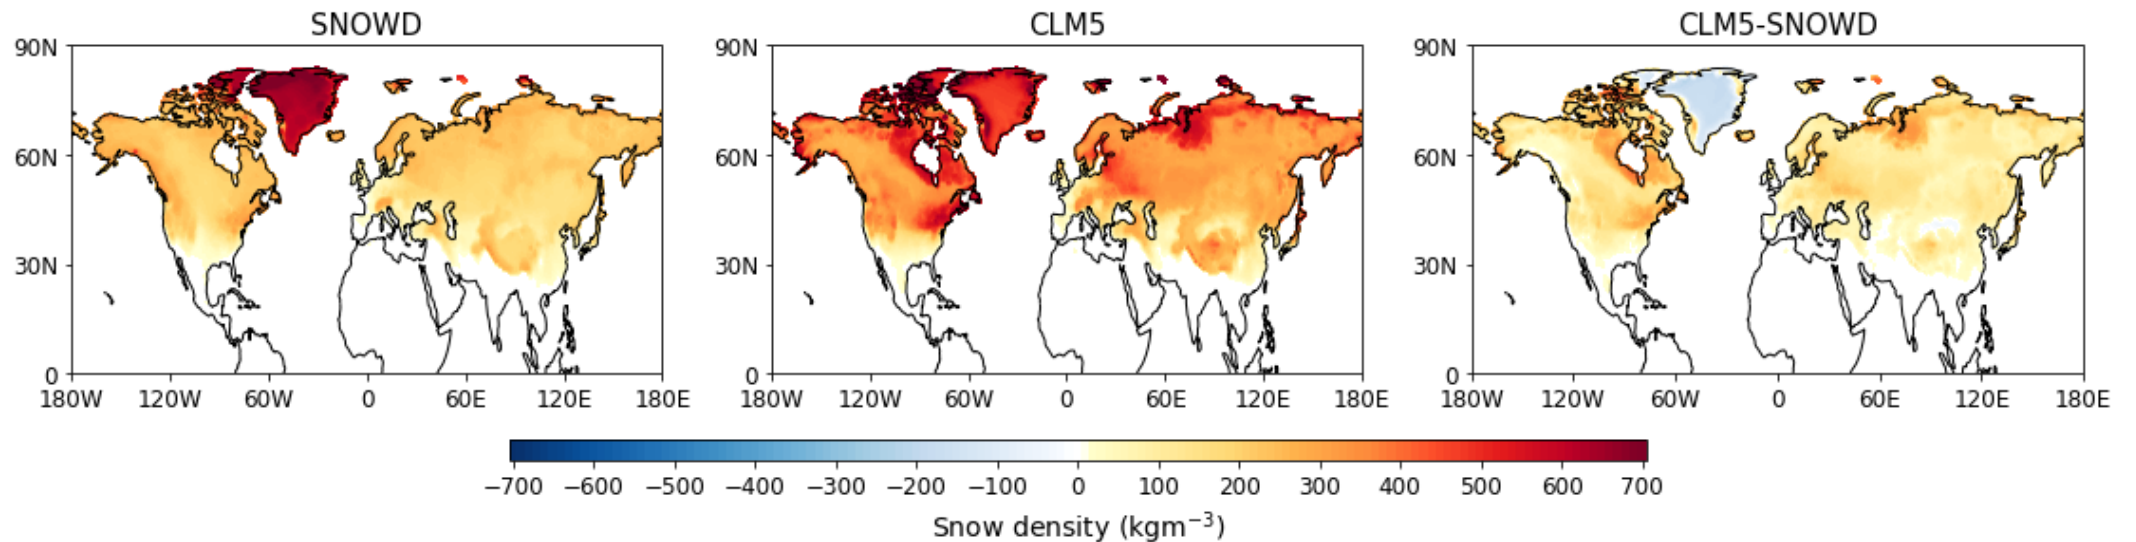 SNOWD
CLM5
CLM5-SNOWD
90N
60N
30N
0
180W 120W 60W 0 60E 120E 180E
90N
60N
30N
0
180W 120W 60W 0 60E 120E 180E
90N
60N
30N
0
180W 120W 60W 0 60E 120E 180E
−700 −600 −500 −400 −300 −200 −100 0 100 200 300 400 500 600 700
Snow density (kgm⁻³)